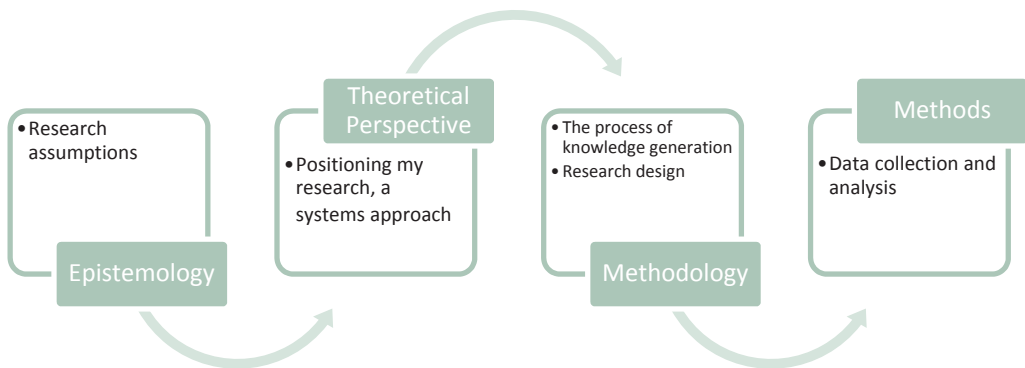 • Research
assumptions
Epistemology
Theoretical
Perspective
• Positioning my
research, a
systems approach
• The process of
knowledge generation
• Research design
Methodology
Methods
• Data collection and
analysis